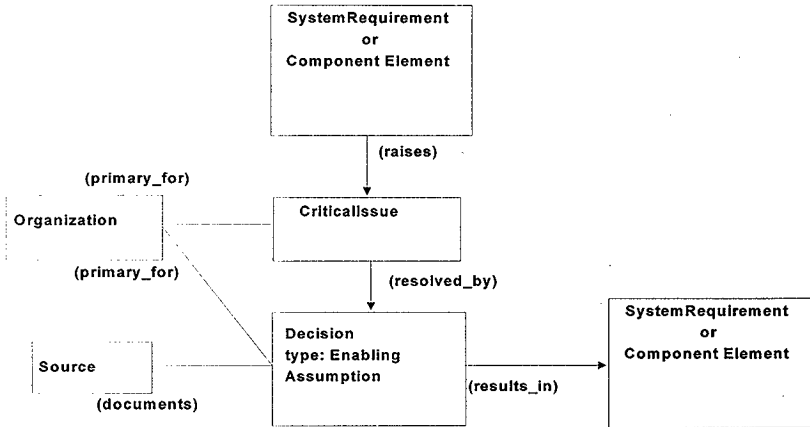 SystemRequirement
or
Component Element
(raises)
(primary_for)
Organization
CriticalIssue
(primary_for)
(resolved_by)
Decision
type: Enabling
Assumption
SystemRequirement
or
Component Element
Source
(results_in)
(documents)